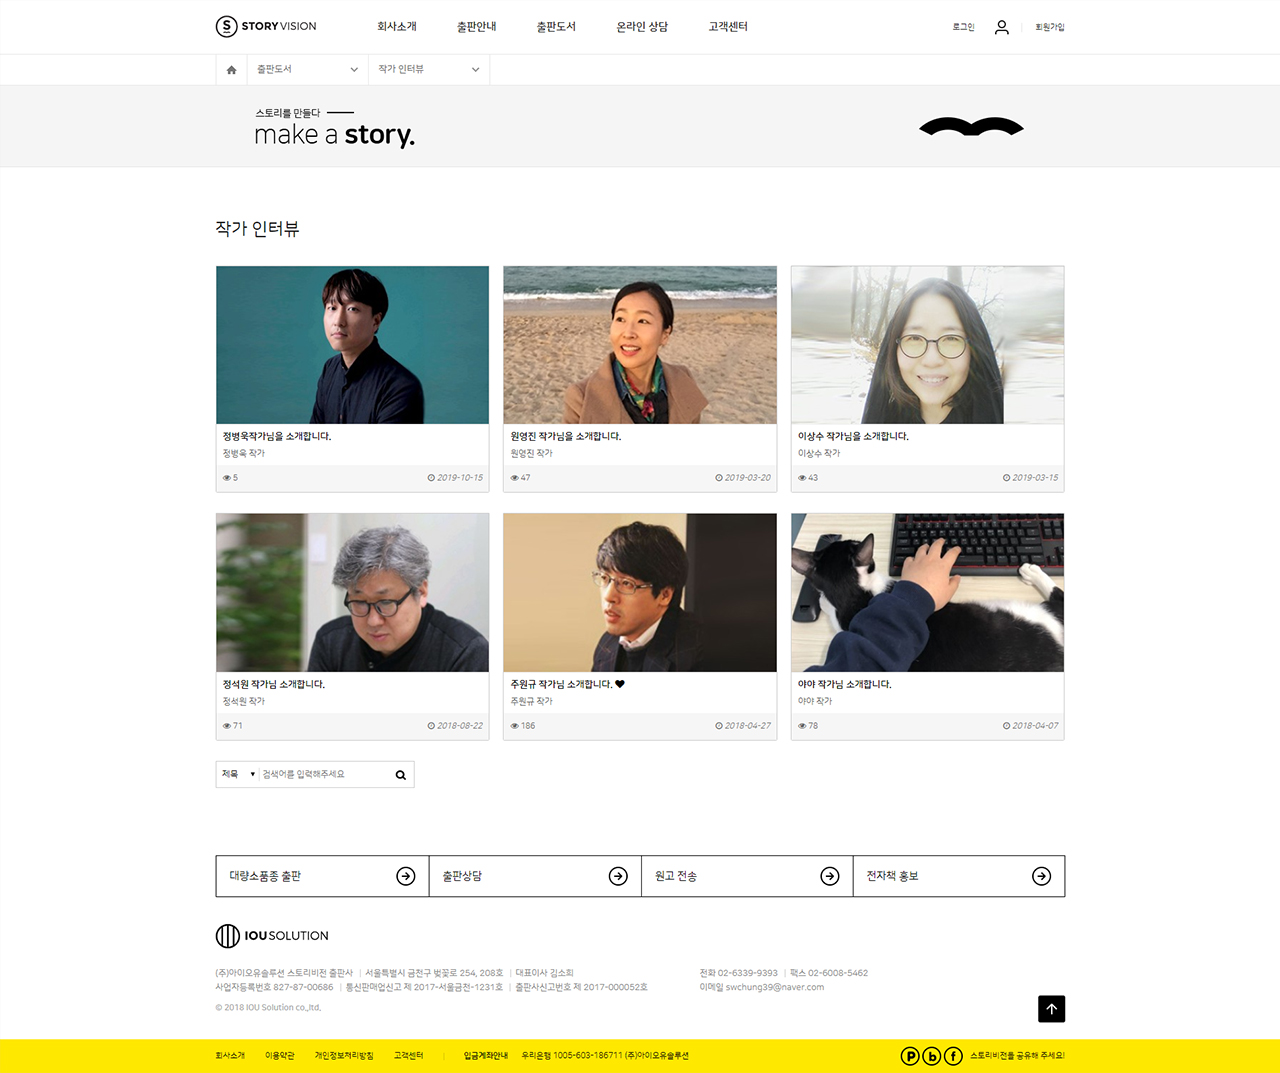 STORYVISION 회사소개 출판안내 출판도서 온라인 상담 고객센터 로그인 회원가입
출판도서 작가 인터뷰
스토리를 만들다
make a story.
작가 인터뷰
정병욱작가님을 소개합니다.
정병욱 작가
5 2019-10-15
원영진 작가님을 소개합니다.
원영진 작가
47 2019-03-20
이상수 작가님을 소개합니다.
이상수 작가
43 2019-03-15
정석원 작가님 소개합니다.
정석원 작가
71 2018-08-22
주원규 작가님 소개합니다. ♥
주원규 작가
186 2018-04-27
야야 작가님 소개합니다.
야야 작가
78 2018-04-07
제목 ▼ 검색어를 입력해주세요
대량소품종 출판 출판상담 원고 전송 전자책 홍보
IOUSOLUTION
(주)아이오유솔루션 스토리비전 출판사 | 서울특별시 금천구 벚꽃로 254, 208호 | 대표이사 김소희
사업자등록번호 827-87-00686 | 통신판매업신고 제 2017-서울금천-1231호 | 출판사신고번호 제 2017-000052호
전화 02-6339-9393 | 팩스 02-6008-5462
이메일 swchung39@naver.com
© 2018 IOU Solution co.,ltd.
회사소개 이용약관 개인정보처리방침 고객센터 | 입금계좌안내 우리은행 1005-603-186711 (주)아이오유솔루션 P b f 스토리비전을 공유해 주세요!